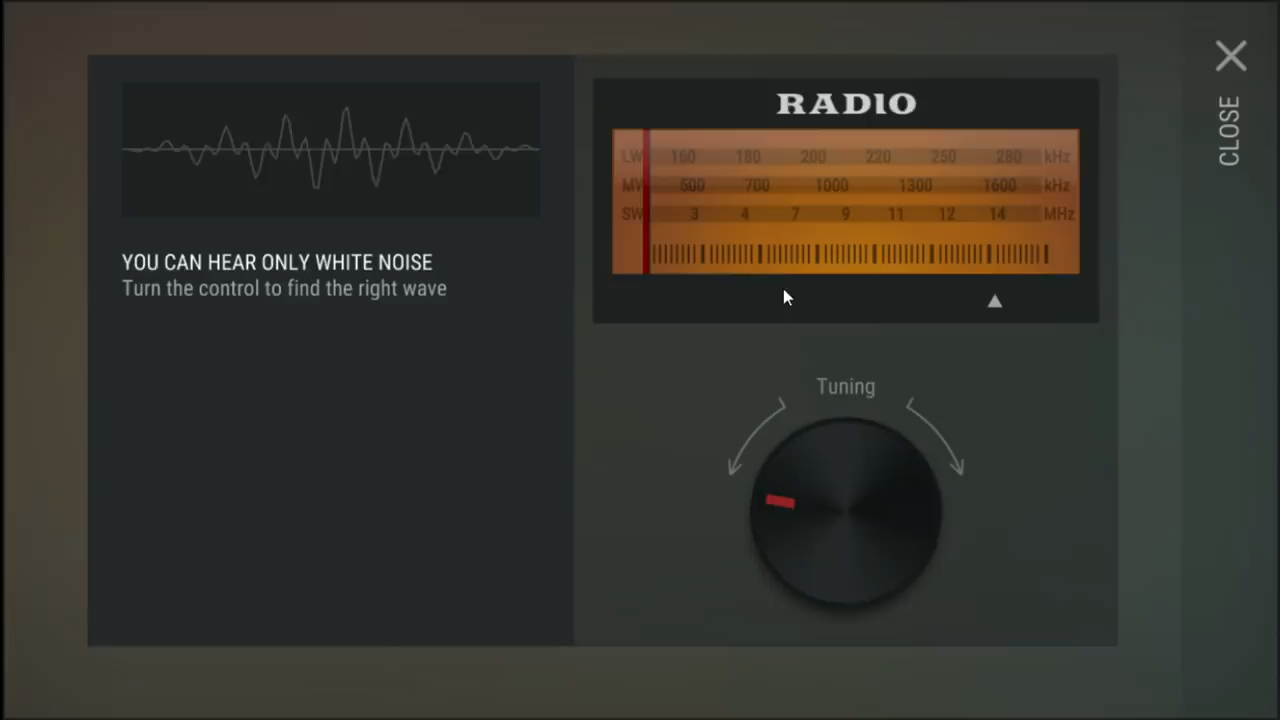 YOU CAN HEAR ONLY WHITE NOISE
Turn the control to find the right wave
RADIO
LW 160 180 200 220 250 280 kHz
500 700 1000 1300 1600 kHz
SW 3 4 7 9 11 12 14 MHz
Tuning
CLOSE